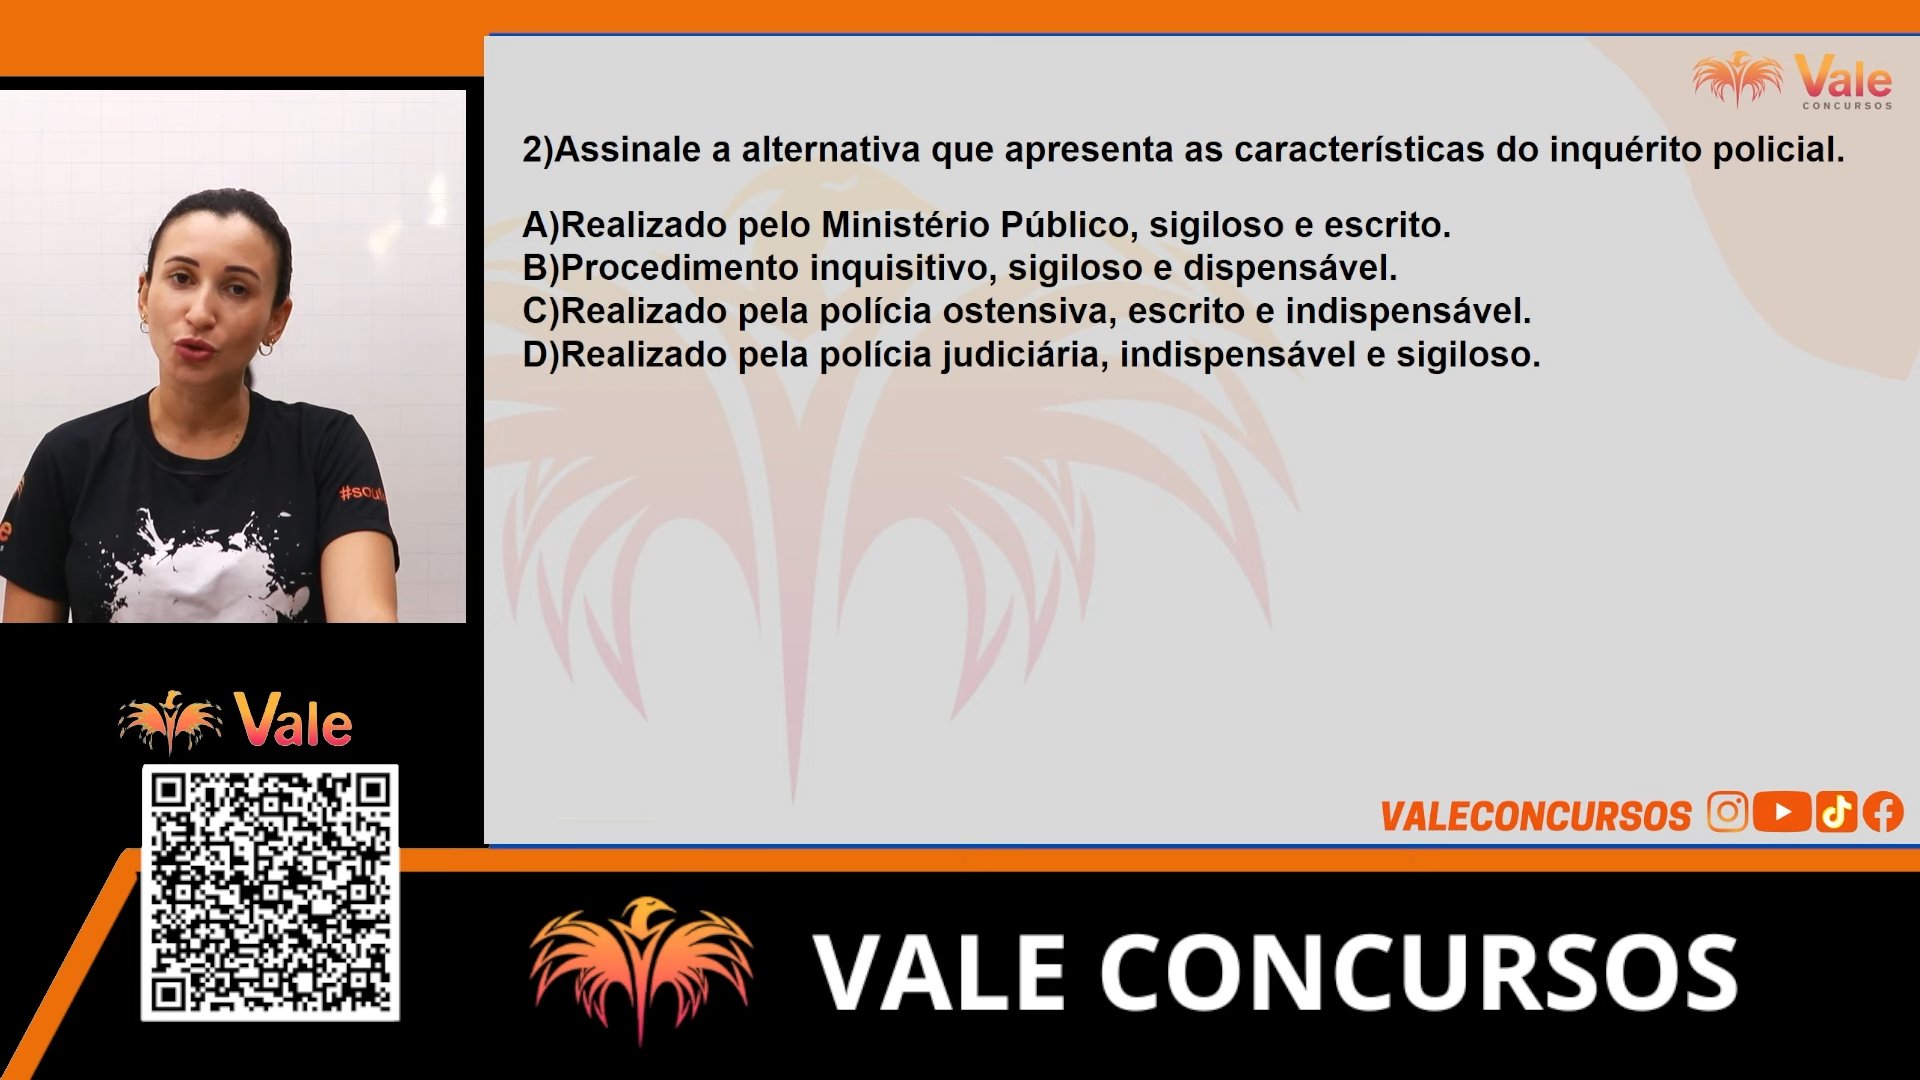 Vale
CONCURSOS
2)Assinale a alternativa que apresenta as características do inquérito policial.
A)Realizado pelo Ministério Público, sigiloso e escrito.
B)Procedimento inquisitivo, sigiloso e dispensável.
C)Realizado pela polícia ostensiva, escrito e indispensável.
D)Realizado pela polícia judiciária, indispensável e sigiloso.
Vale
VALECONCURSOS
VALE CONCURSOS